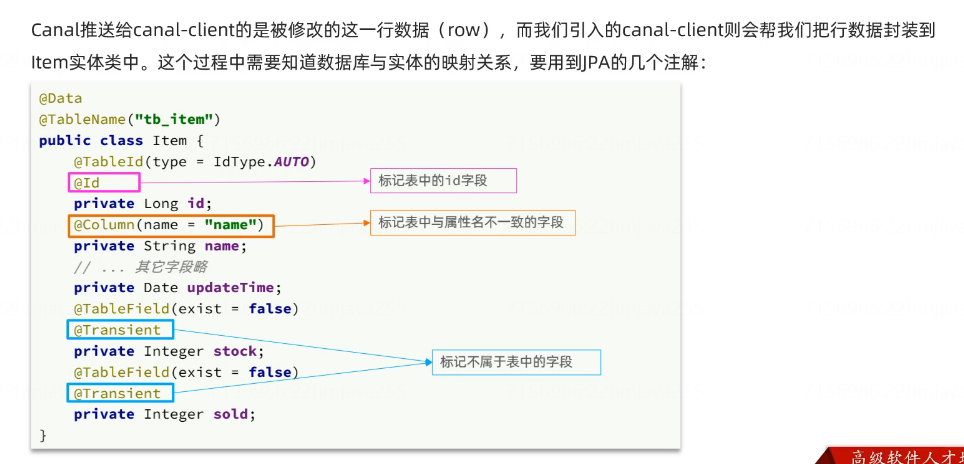 Canal推送给canal-client的是被修改的这一行数据（row），而我们引入的canal-client则会帮我们把行数据封装到
Item实体类中。这个过程中需要知道数据库与实体的映射关系，要用到JPA的几个注解：
@Data
@TableName("tb_item")
public class Item {
@TableId(type = IdType.AUTO)
@Id
标记表中的id字段
private Long id;
@Column(name = "name")
标记表中与属性名不一致的字段
private String name;
// ... 其它字段略
private Date updateTime;
@TableField(exist = false)
@Transient
private Integer stock;
标记不属于表中的字段
@TableField(exist = false)
@Transient
private Integer sold;
}
高级软件人才